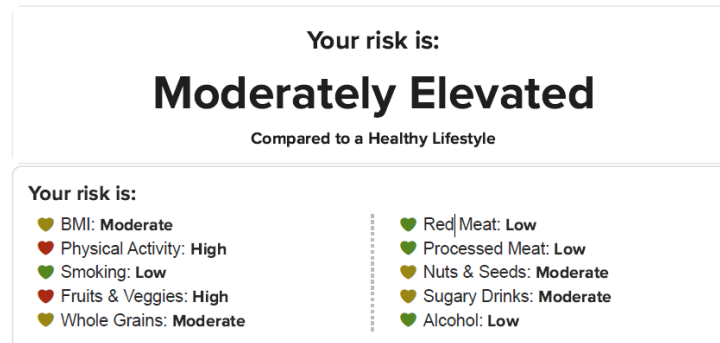 Your risk is:
Moderately Elevated
Compared to a Healthy Lifestyle
Your risk is:
BMI: Moderate
Physical Activity: High
Smoking: Low
Fruits & Veggies: High
Whole Grains: Moderate
Red Meat: Low
Processed Meat: Low
Nuts & Seeds: Moderate
Sugary Drinks: Moderate
Alcohol: Low